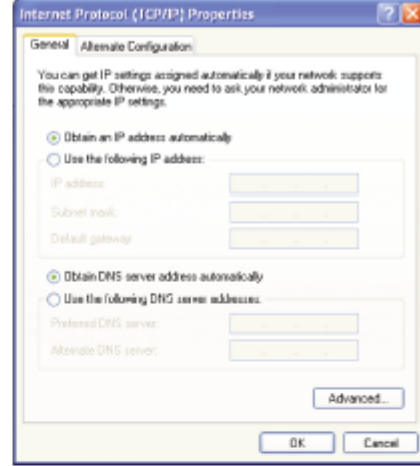 Internet Protocol (TCP/IP) Properties
General
Alternate Configuration
You can get IP settings assigned automatically if your network supports
this capability. Otherwise, you need to ask your network administrator for
the appropriate IP settings.
Obtain an IP address automatically
Use the following IP address:
IP address:
Subnet mask:
Default gateway:
Obtain DNS server address automatically
Use the following DNS server addresses:
Preferred DNS server:
Alternate DNS server:
Advanced...
OK
Cancel